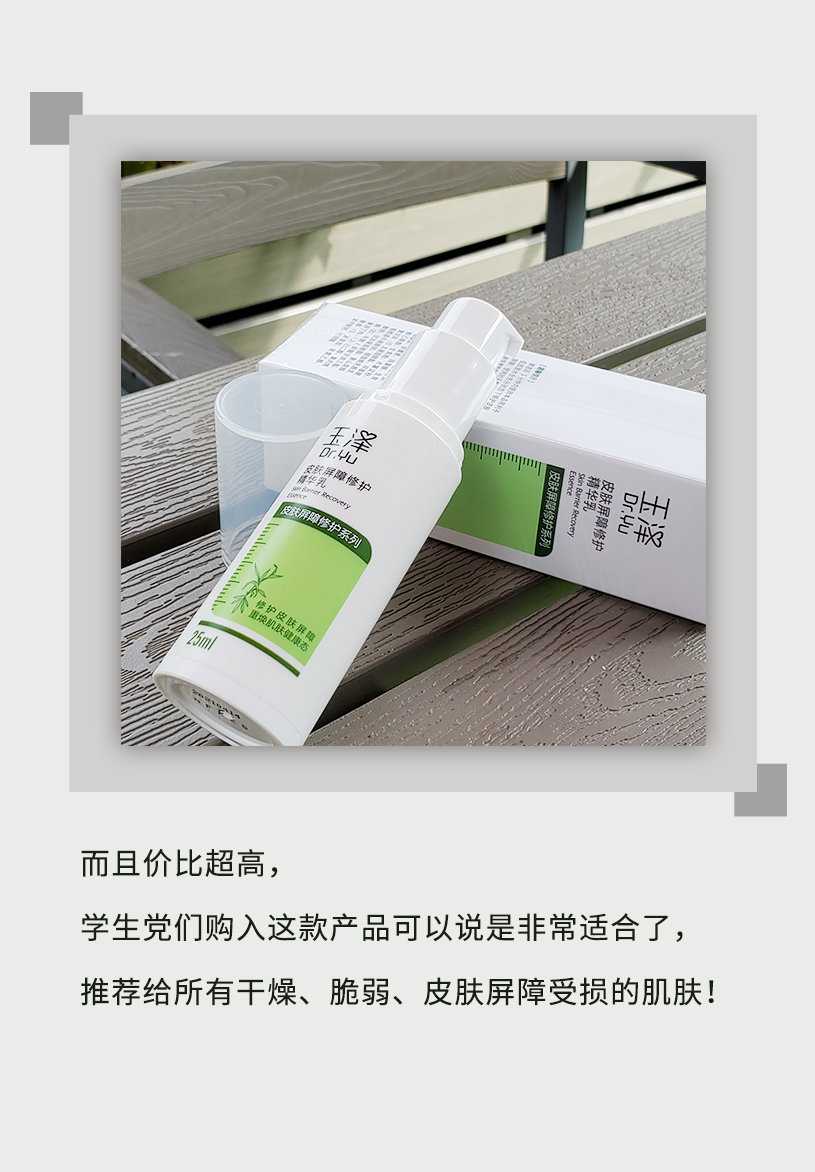 玉泽
Dr.Yu
皮肤屏障修护
精华乳
Skin Barrier Recovery
Essence
皮肤屏障修护系列
修护皮肤屏障
重焕肌肤健康态
25ml
玉泽
Dr.Yu
皮肤屏障修护
精华乳
Skin Barrier Recovery
Essence
皮肤屏障修护系列
而且价比超高，
学生党们购入这款产品可以说是非常适合了，
推荐给所有干燥、脆弱、皮肤屏障受损的肌肤！